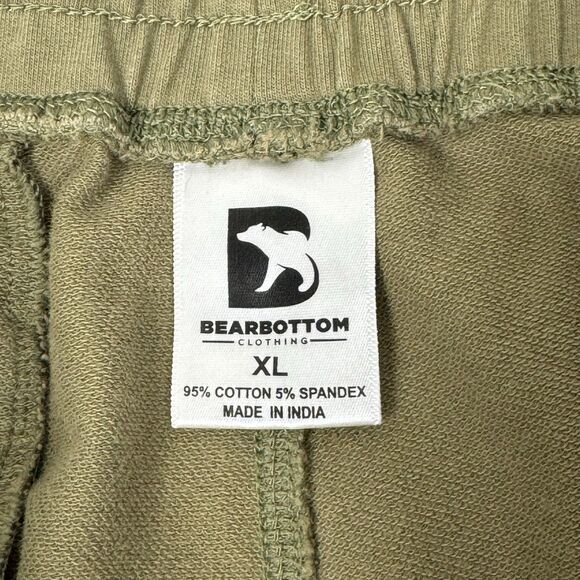 B
BEARBOTTOM
CLOTHING
XL
95% COTTON 5% SPANDEX
MADE IN INDIA